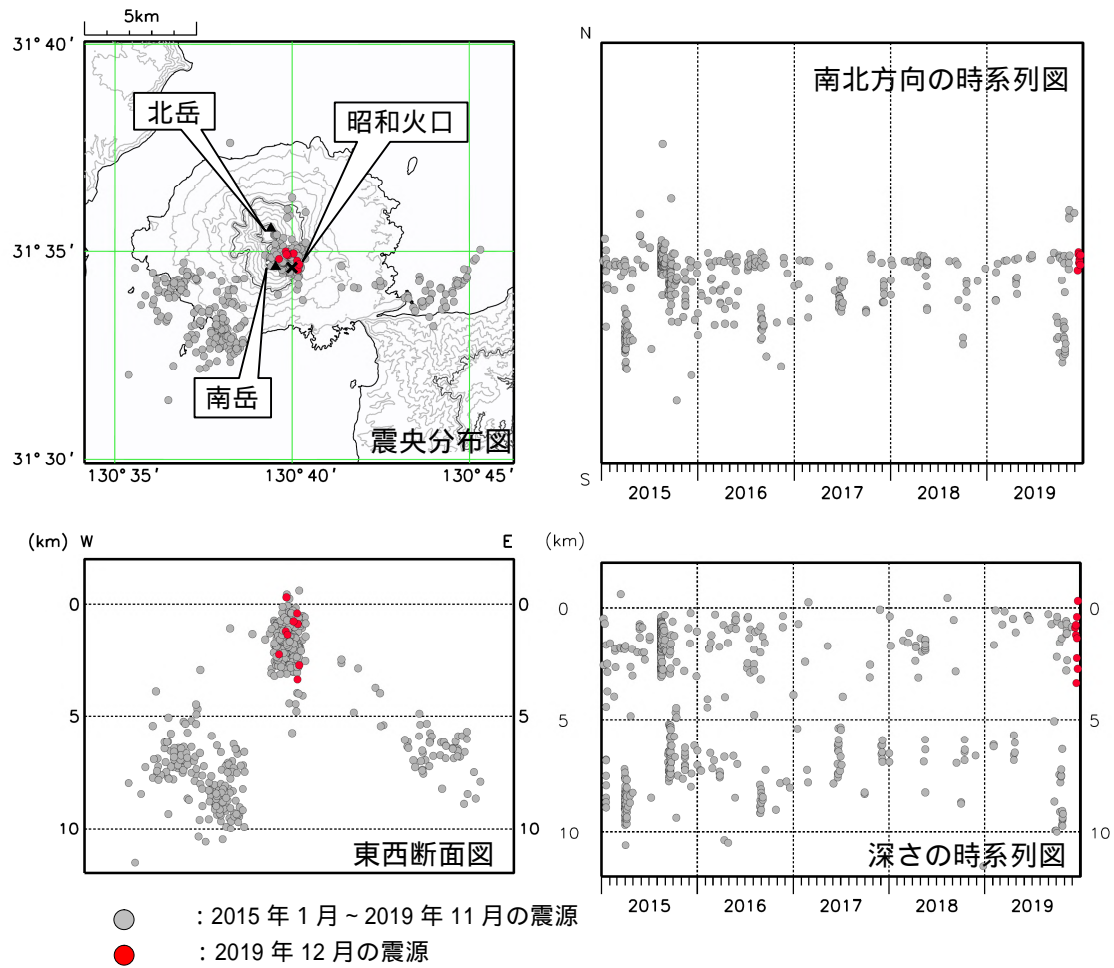 5km
31°40′
北岳
昭和火口
31°35′
南岳
震央分布図
31°30′
130°35′
130°40′
130°45′
N
南北方向の時系列図
S
2015
2016
2017
2018
2019
(km) W
E
0
0
5
5
10
10
東西断面図
(km)
0
0
5
5
10
10
深さの時系列図
2015
2016
2017
2018
2019
: 2015 年 1 月 ~ 2019 年 11 月の震源
: 2019 年 12 月の震源